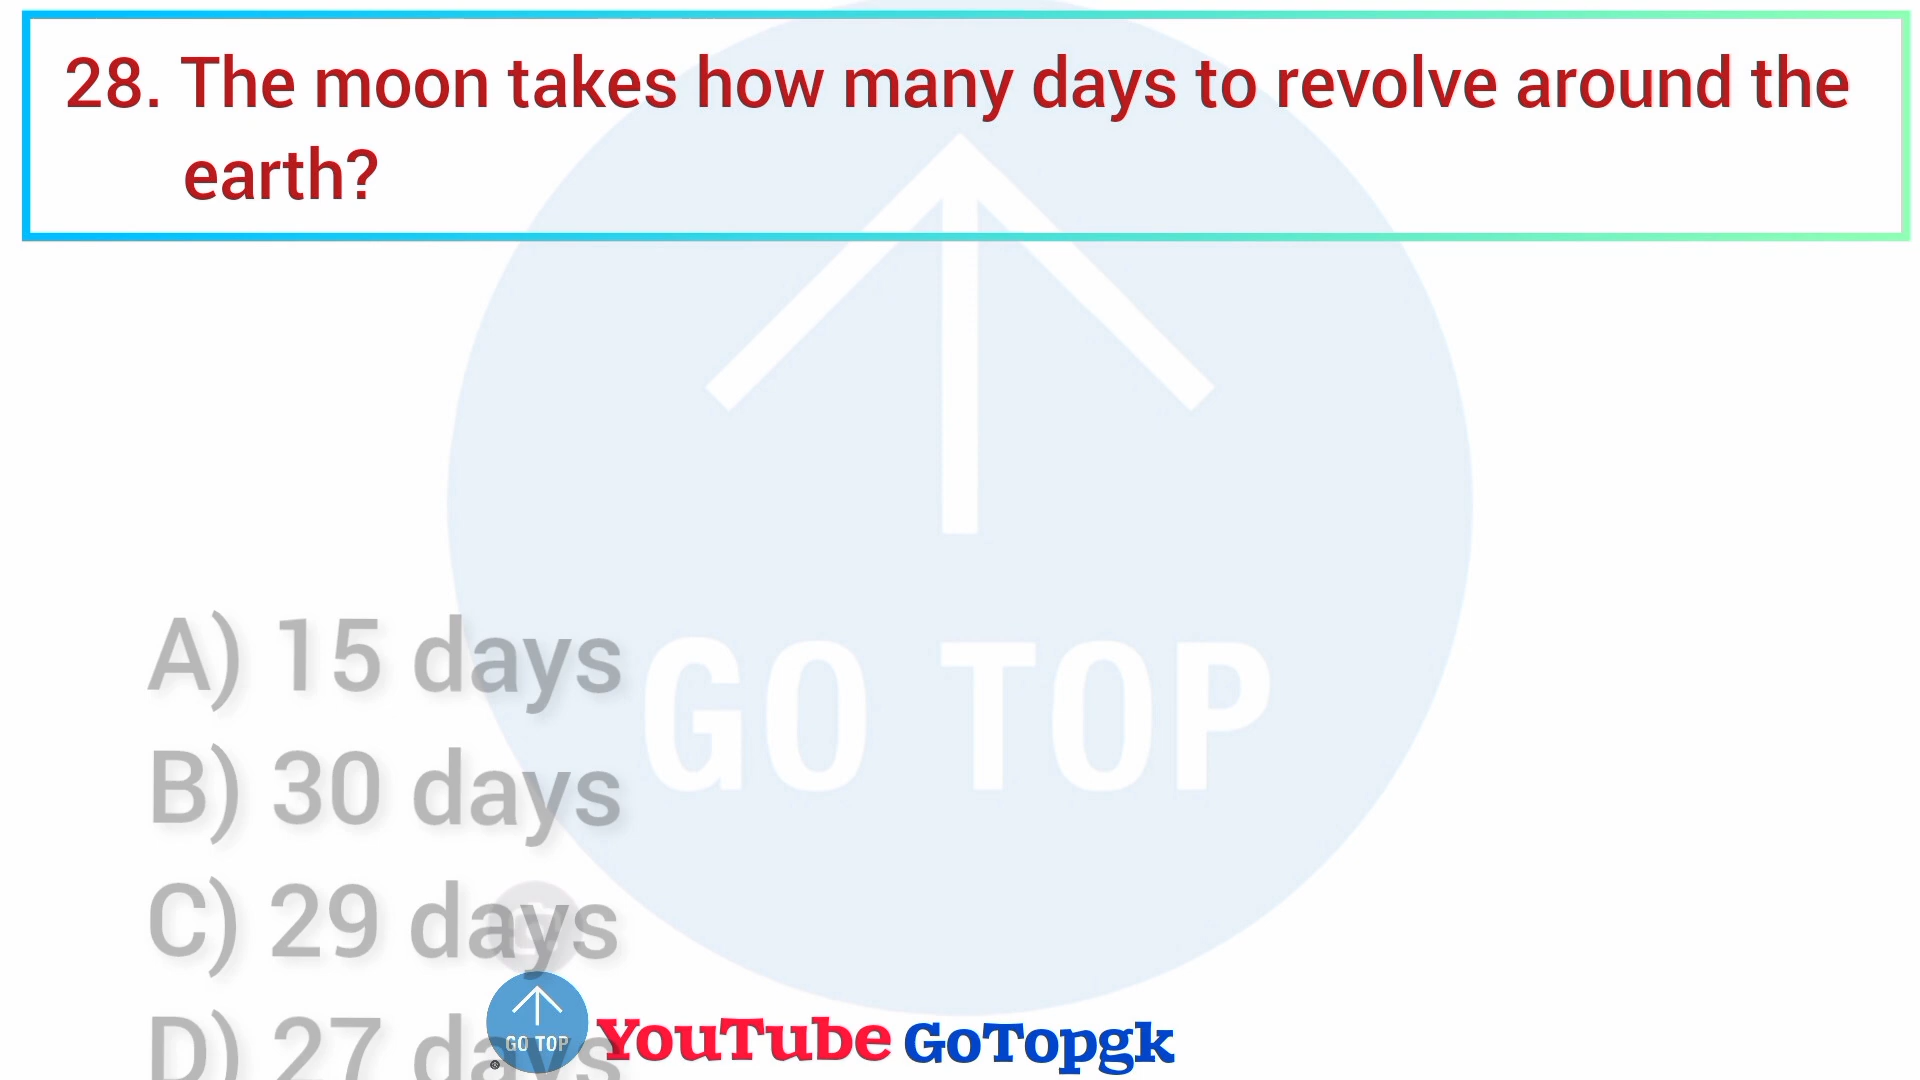 28. The moon takes how many days to revolve around the
earth?
GO TOP
A) 15 days
B) 30 days
C) 29 days
D) 27 days
GO TOP
YouTube GoTopgk